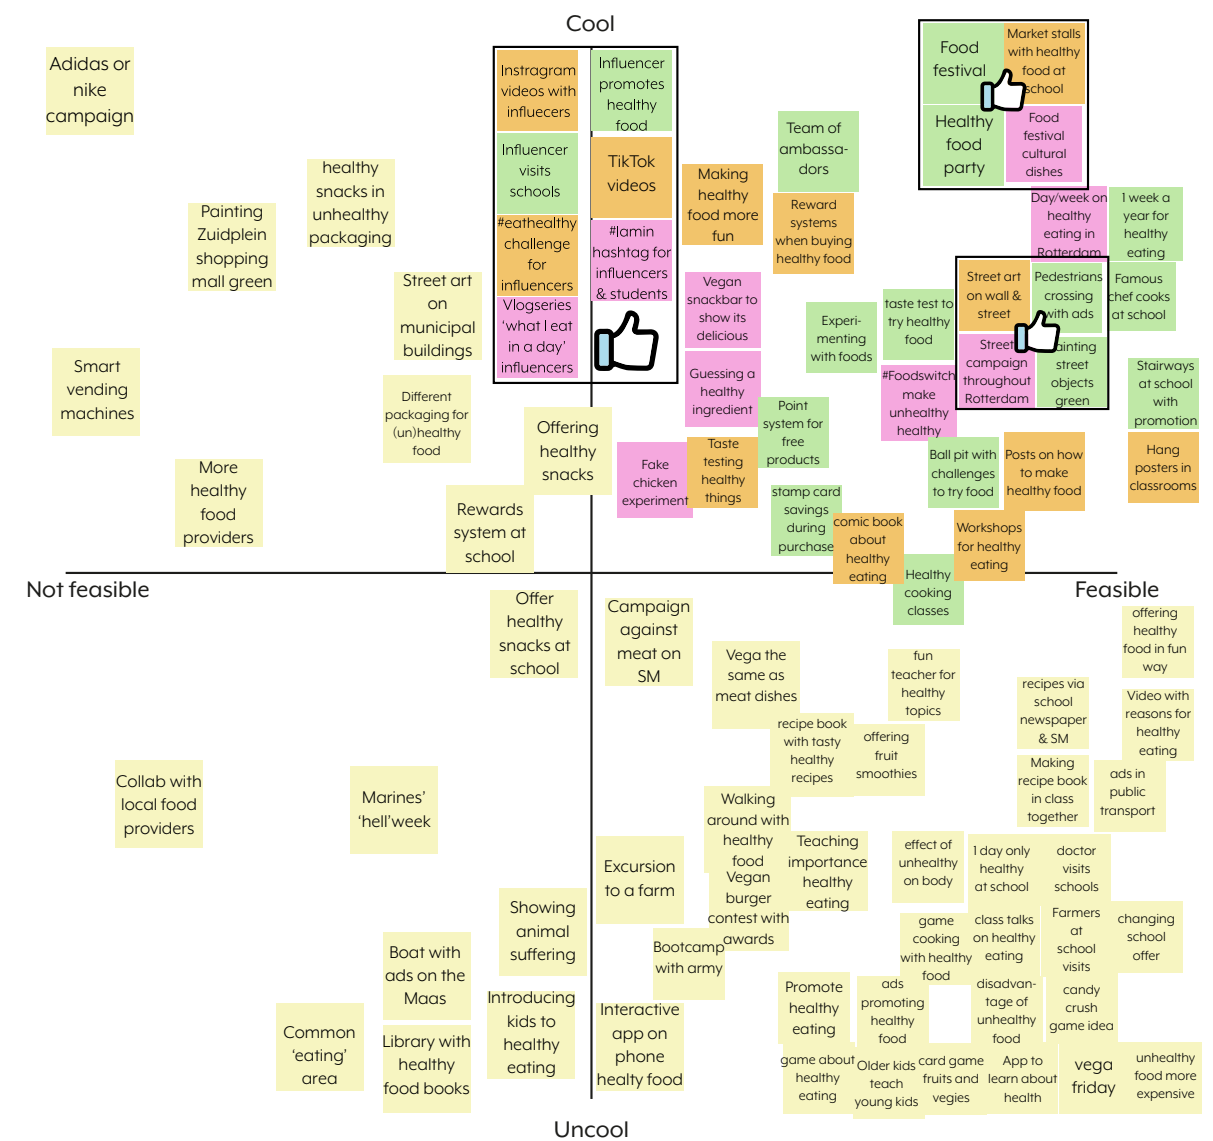 Cool
Adidas or
nike
campaign
Instragram
videos with
influecers
Influencer
promotes
healthy
food
Food
festival
Market stalls
with healthy
food at
school
Influencer
visits
schools
TikTok
videos
Team of
ambassa-
dors
Healthy
food
party
Food
festival
cultural
dishes
healthy
snacks in
unhealthy
packaging
Making
healthy
food more
fun
Reward
systems
when buying
healthy food
Day/week on
healthy
eating in
Rotterdam
1 week a
year for
healthy
eating
Painting
Zuidplein
shopping
mall green
#eathealthy
challenge
for
influencers
#Iamin
hashtag for
influencers
& students
Street art
on
municipal
buildings
Vlogseries
'what I eat
in a day'
influencers
Vegan
snackbar to
show its
delicious
Experi-
menting
with foods
taste test to
try healthy
food
Street art
on wall &
street
Pedestrians
crossing
with ads
Famous
chef cooks
at school
Smart
vending
machines
Different
packaging for
(un)healthy
food
Guessing a
healthy
ingredient
#Foodswitch
make
unhealthy
healthy
Street
campaign
throughout
Rotterdam
ainting
street
objects
green
Stairways
at school
with
promotion
Offering
healthy
snacks
Point
system for
free
products
More
healthy
food
providers
Fake
chicken
experiment
Taste
testing
healthy
things
Ball pit with
challenges
to try food
Posts on how
to make
healthy food
Hang
posters in
classrooms
Rewards
system at
school
stamp card
savings
during
purchase
comic book
about
healthy
eating
Workshops
for healthy
eating
Healthy
cooking
classes
Not feasible
Feasible
Offer
healthy
snacks at
school
Campaign
against
meat on
SM
offering
healthy
food in fun
way
Vega the
same as
meat dishes
fun
teacher for
healthy
topics
recipes via
school
newspaper
& SM
Video with
reasons for
healthy
eating
recipe book
with tasty
healthy
recipes
offering
fruit
smoothies
Collab with
local food
providers
Marines'
'hell'week
Making
recipe book
in class
together
ads in
public
transport
Walking
around with
healthy
food
Excursion
to a farm
Teaching
importance
healthy
eating
effect of
unhealthy
on body
1 day only
healthy
at school
doctor
visits
schools
Vegan
burger
contest with
awards
Showing
animal
suffering
game
cooking
with healthy
food
class talks
on healthy
eating
Farmers
at
school
visits
changing
school
offer
Boat with
ads on the
Maas
Bootcamp
with army
Promote
healthy
eating
ads
promoting
healthy
food
disadvan-
tage of
unhealthy
food
candy
crush
game idea
Common
'eating'
area
Library with
healthy
food books
Introducing
kids to
healthy
eating
Interactive
app on
phone
healty food
game about
healthy
eating
Older kids
teach
young kids
card game
fruits and
vegies
App to
learn about
health
vega
friday
unhealthy
food more
expensive
Uncool